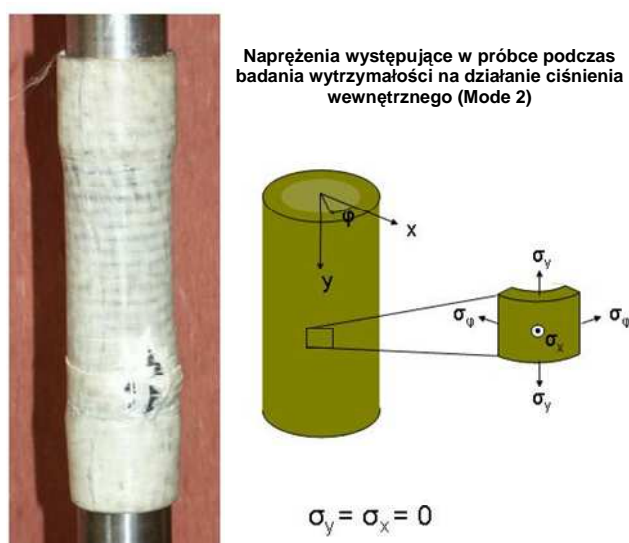 Naprężenia występujące w próbce podczas
badania wytrzymałości na działanie ciśnienia
wewnętrznego (Mode 2)
φ
x
y
σy
σφ
σφ
σx
σy
σy = σx = 0